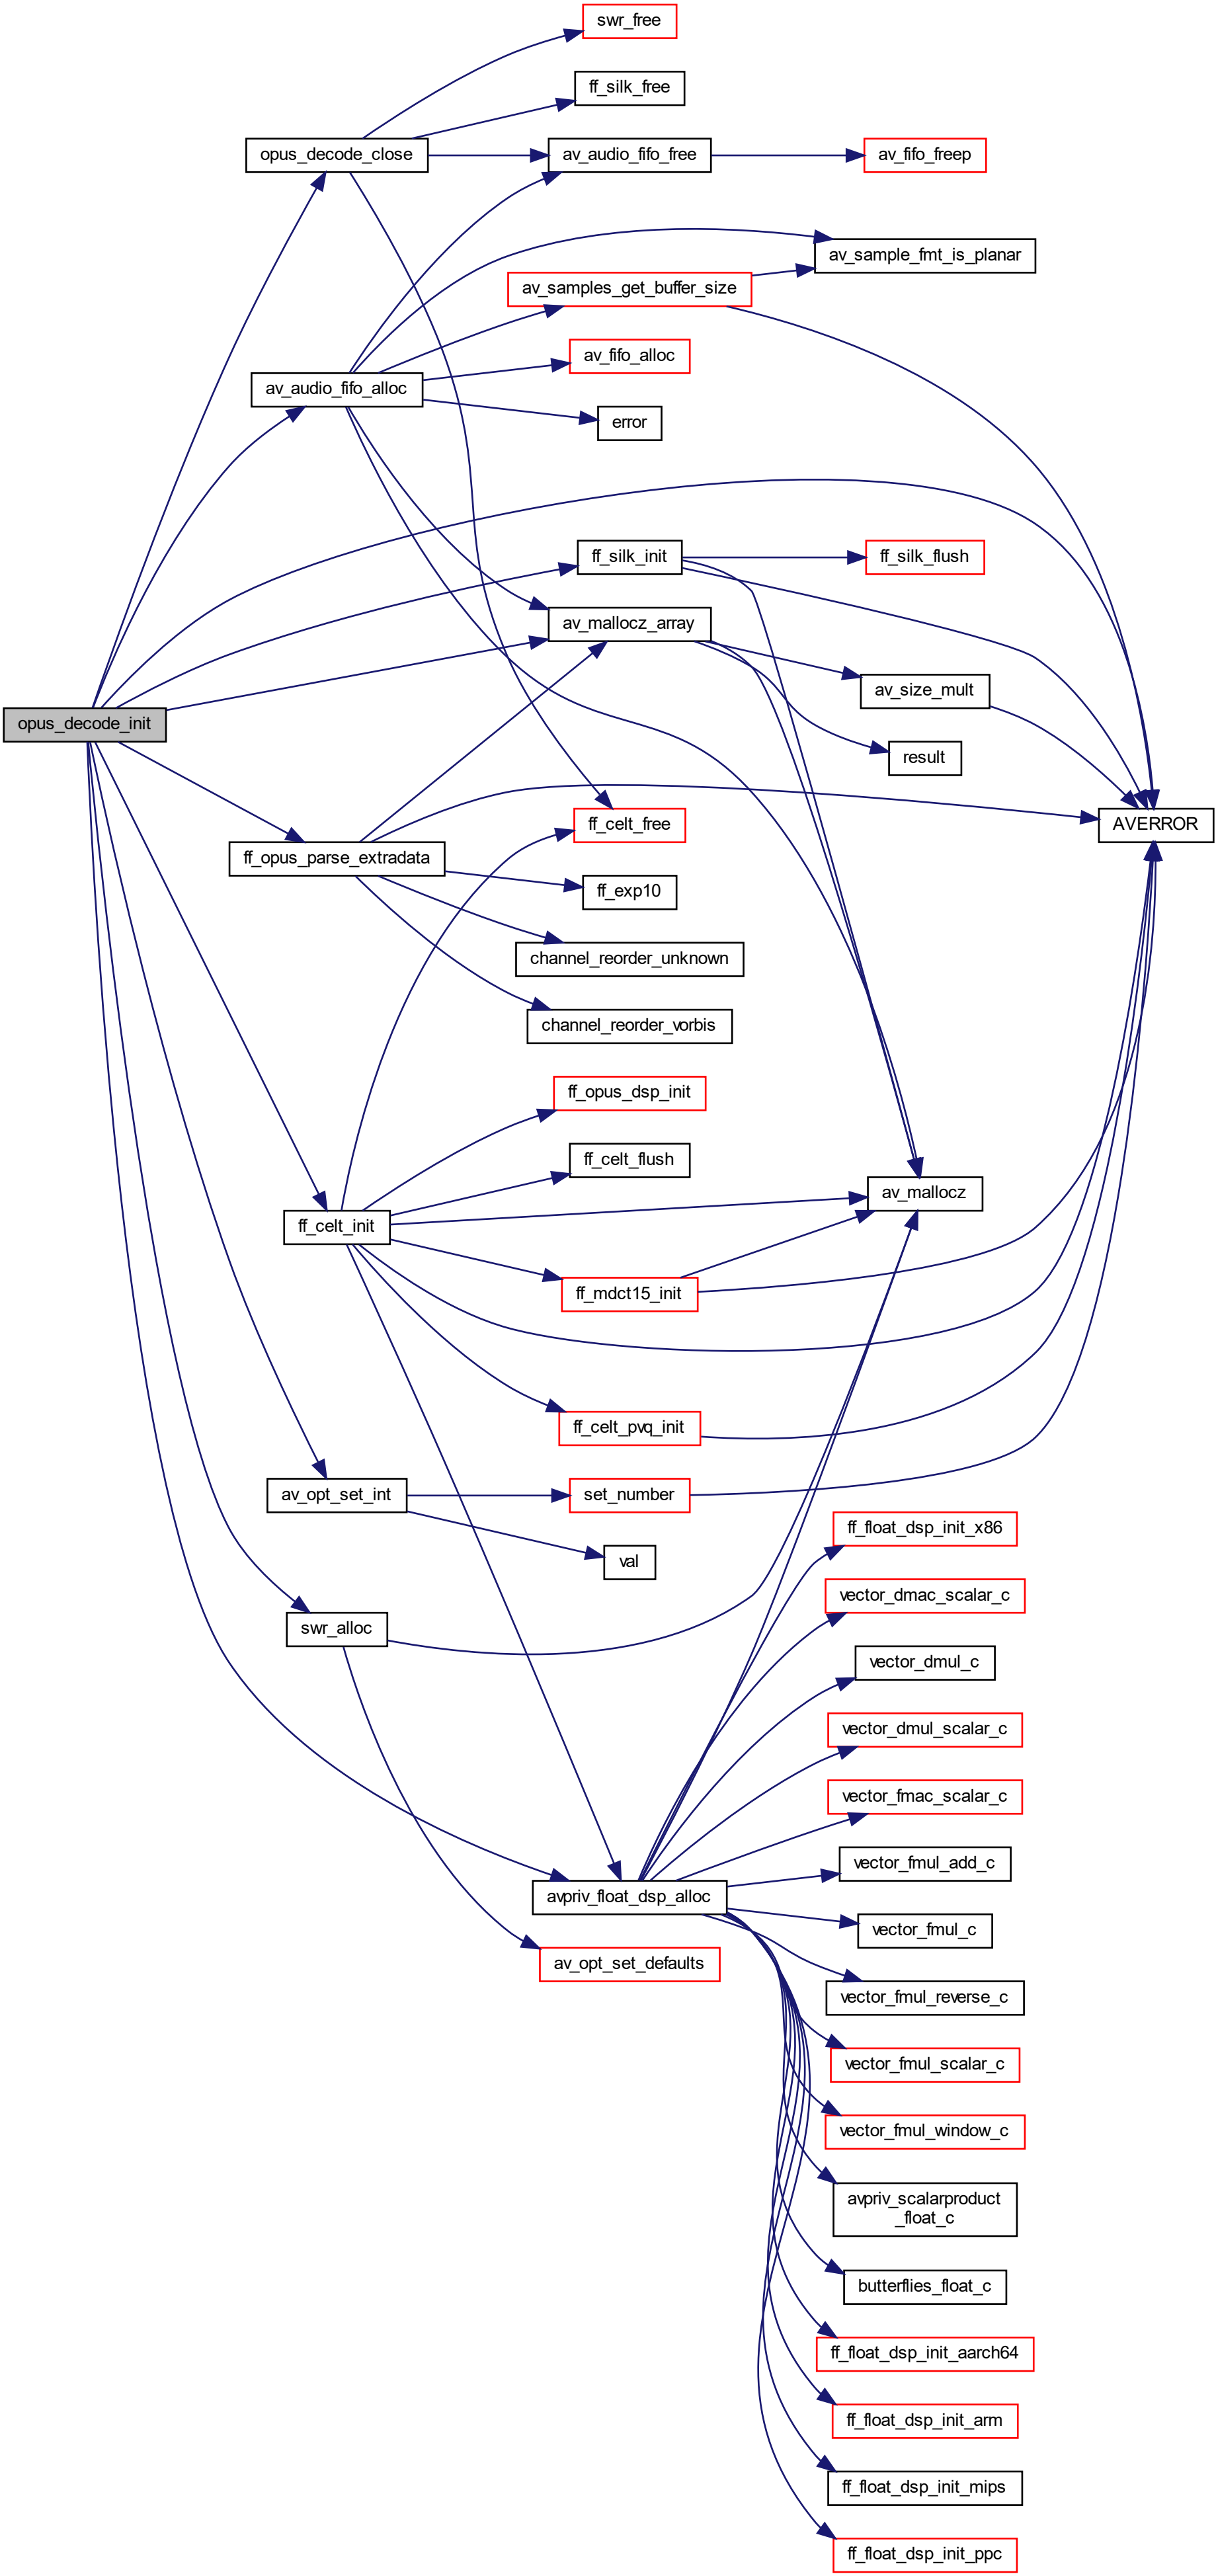 swr_free
ff_silk_free
opus_decode_close
av_audio_fifo_free
av_fifo_freep
av_sample_fmt_is_planar
av_samples_get_buffer_size
av_fifo_alloc
av_audio_fifo_alloc
error
ff_silk_init
ff_silk_flush
av_mallocz_array
av_size_mult
opus_decode_init
result
ff_celt_free
AVERROR
ff_opus_parse_extradata
ff_exp10
channel_reorder_unknown
channel_reorder_vorbis
ff_opus_dsp_init
ff_celt_flush
av_mallocz
ff_celt_init
ff_mdct15_init
ff_celt_pvq_init
av_opt_set_int
set_number
ff_float_dsp_init_x86
val
vector_dmac_scalar_c
swr_alloc
vector_dmul_c
vector_dmul_scalar_c
vector_fmac_scalar_c
vector_fmul_add_c
avpriv_float_dsp_alloc
vector_fmul_c
av_opt_set_defaults
vector_fmul_reverse_c
vector_fmul_scalar_c
vector_fmul_window_c
avpriv_scalarproduct
_float_c
butterflies_float_c
ff_float_dsp_init_aarch64
ff_float_dsp_init_arm
ff_float_dsp_init_mips
ff_float_dsp_init_ppc